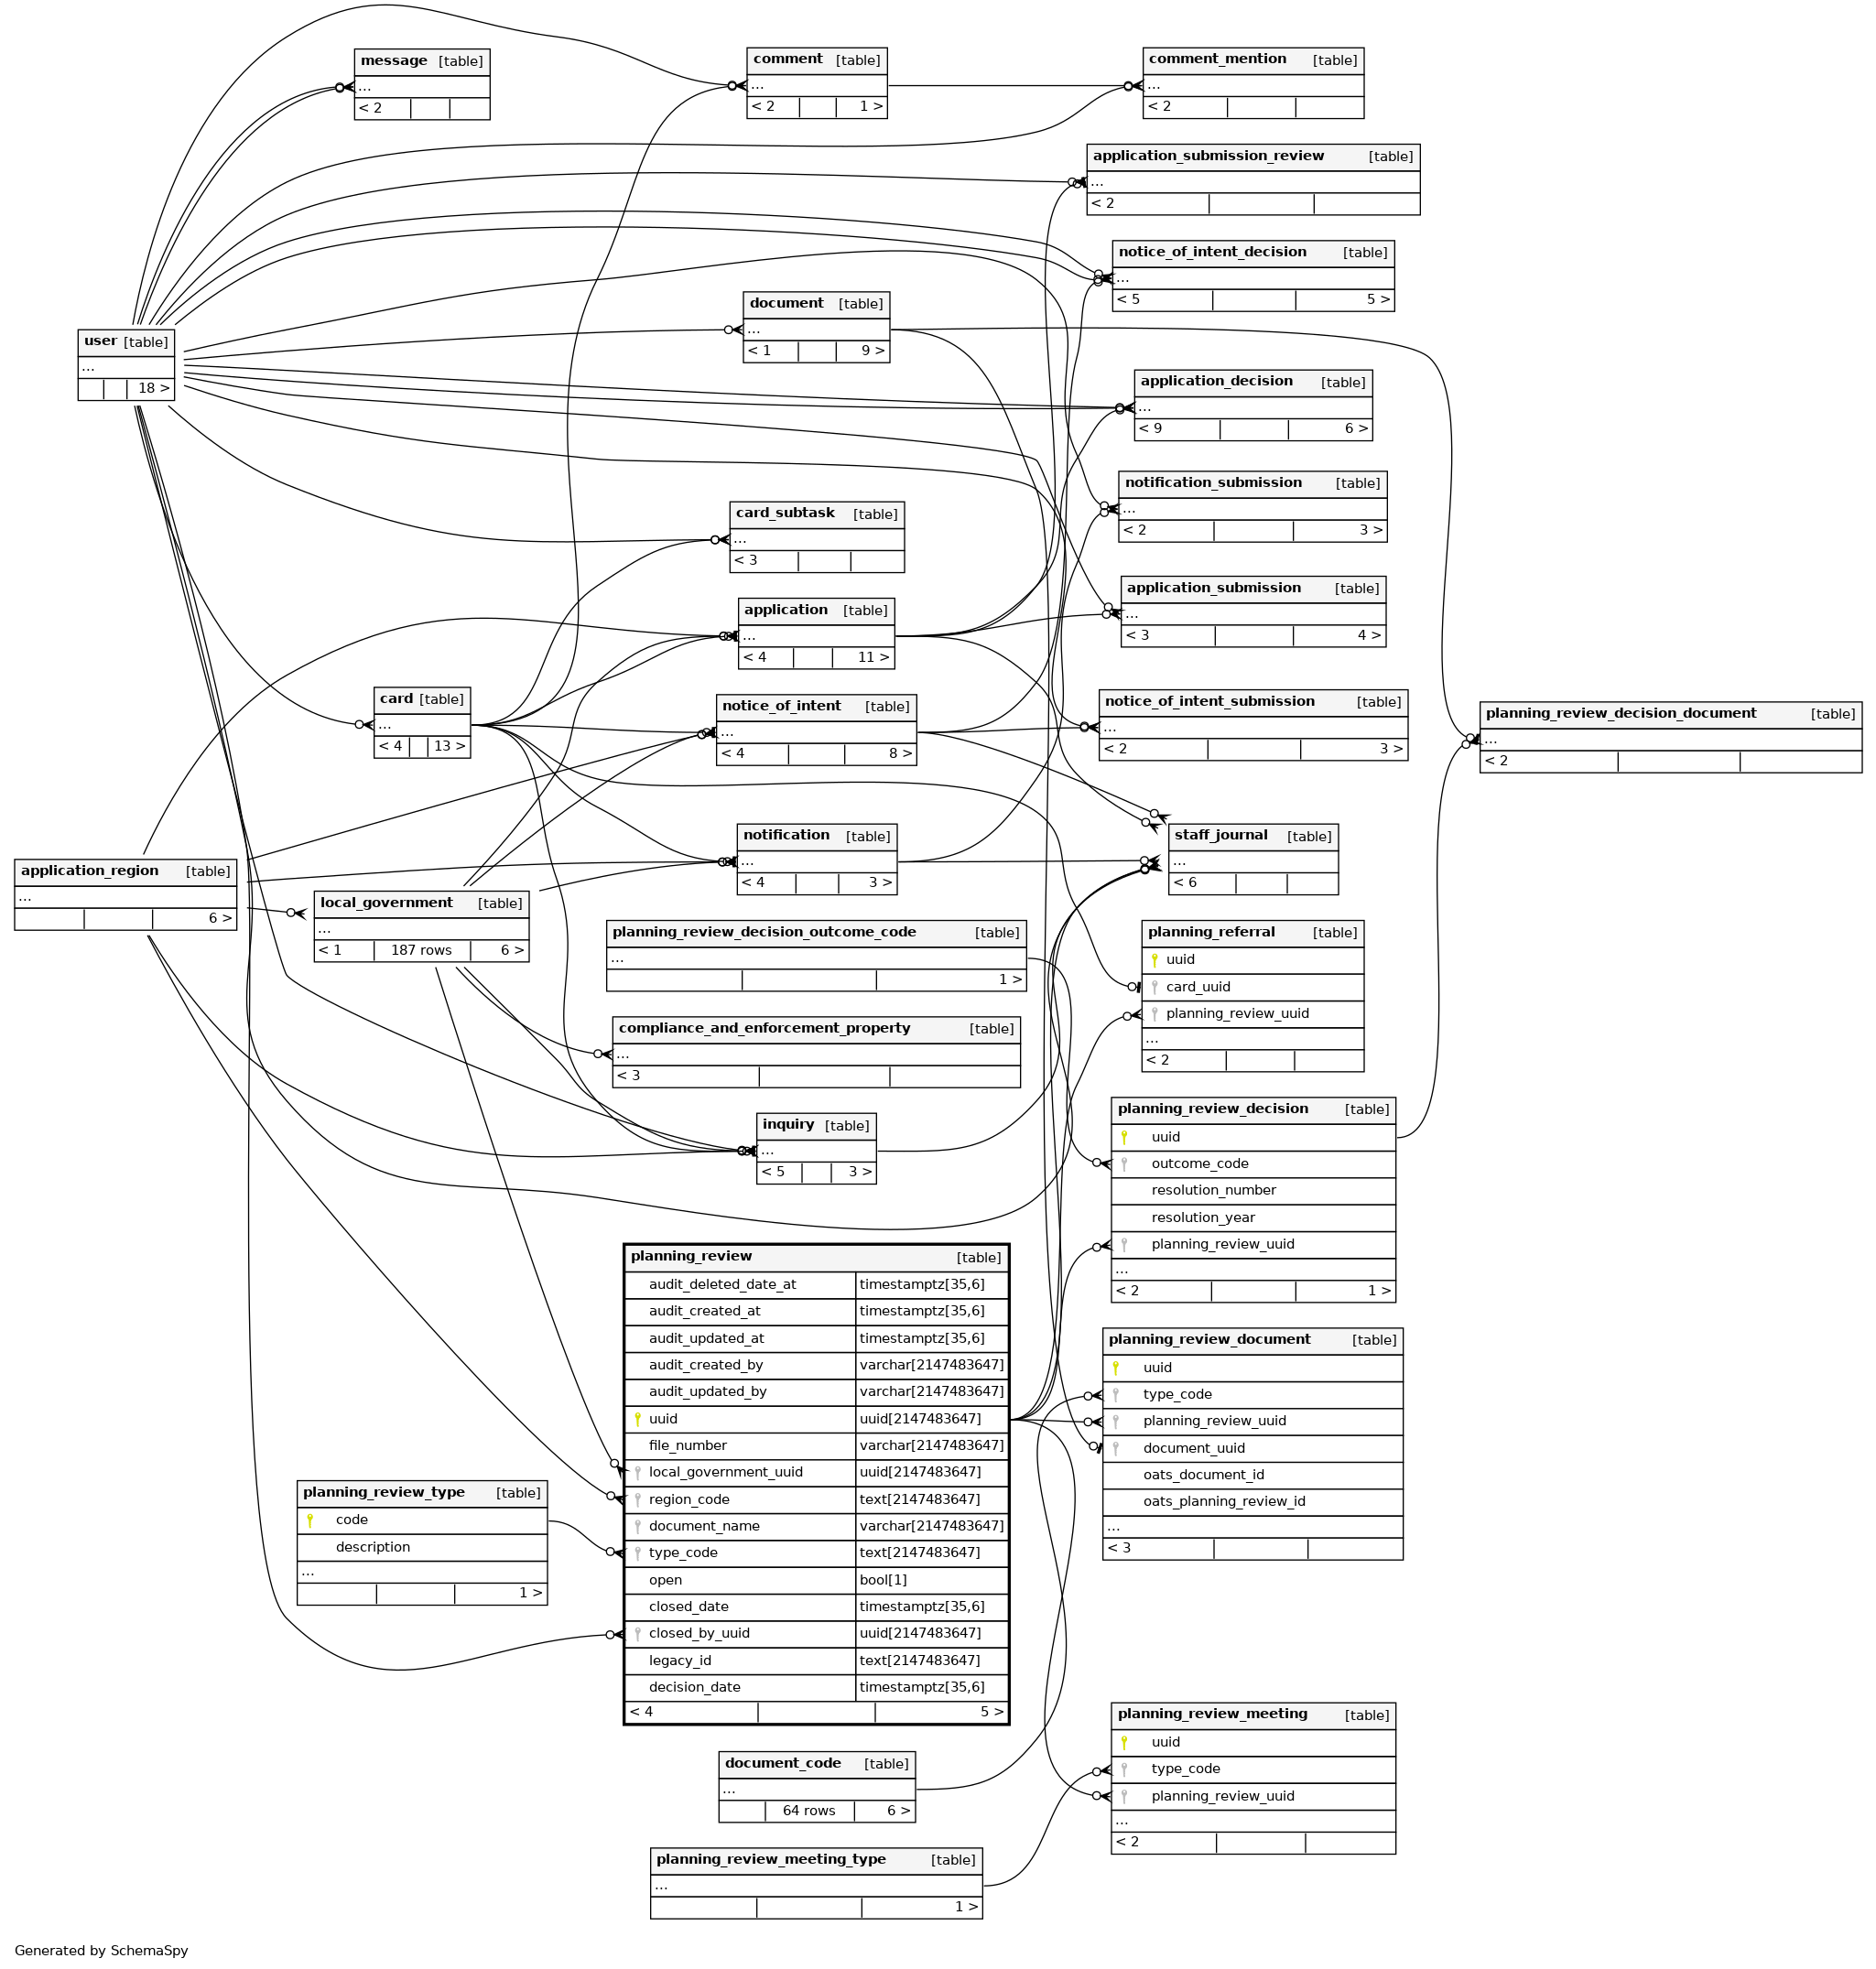 message [table]
...
< 2
comment [table]
...
< 2 1 >
comment_mention [table]
...
< 2
application_submission_review [table]
...
< 2
notice_of_intent_decision [table]
...
< 5 5 >
document [table]
...
< 1 9 >
user [table]
...
18 >
application_decision [table]
...
< 9 6 >
notification_submission [table]
...
< 2 3 >
card_subtask [table]
...
< 3
application_submission [table]
...
< 3 4 >
application [table]
...
< 4 11 >
card [table]
...
< 4 13 >
notice_of_intent [table]
...
< 4 8 >
notice_of_intent_submission [table]
...
< 2 3 >
planning_review_decision_document [table]
...
< 2
notification [table]
...
< 4 3 >
staff_journal [table]
...
< 6
application_region [table]
...
6 >
local_government [table]
...
< 1 187 rows 6 >
planning_review_decision_outcome_code [table]
...
1 >
planning_referral [table]
uuid
card_uuid
planning_review_uuid
...
< 2
compliance_and_enforcement_property [table]
...
< 3
planning_review_decision [table]
uuid
outcome_code
resolution_number
resolution_year
planning_review_uuid
...
< 2 1 >
inquiry [table]
...
< 5 3 >
planning_review [table]
audit_deleted_date_at timestamptz[35,6]
audit_created_at timestamptz[35,6]
audit_updated_at timestamptz[35,6]
audit_created_by varchar[2147483647]
audit_updated_by varchar[2147483647]
uuid uuid[2147483647]
file_number varchar[2147483647]
local_government_uuid uuid[2147483647]
region_code text[2147483647]
document_name varchar[2147483647]
type_code text[2147483647]
open bool[1]
closed_date timestamptz[35,6]
closed_by_uuid uuid[2147483647]
legacy_id text[2147483647]
decision_date timestamptz[35,6]
< 4 5 >
planning_review_document [table]
uuid
type_code
planning_review_uuid
document_uuid
oats_document_id
oats_planning_review_id
...
< 3
planning_review_type [table]
code
description
...
1 >
planning_review_meeting [table]
uuid
type_code
planning_review_uuid
...
< 2
document_code [table]
...
64 rows 6 >
planning_review_meeting_type [table]
...
1 >
Generated by SchemaSpy